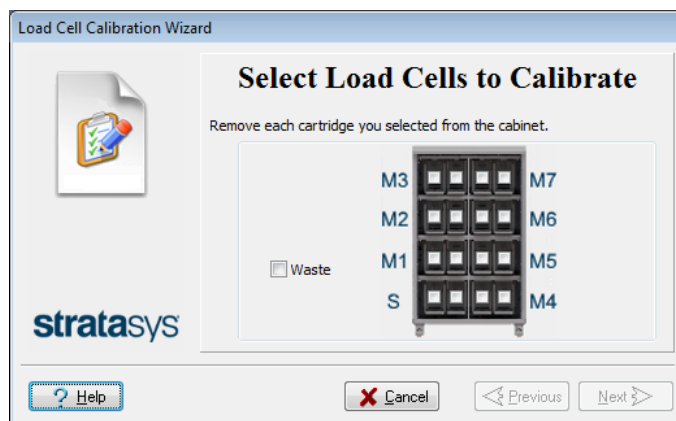 Load Cell Calibration Wizard
Select Load Cells to Calibrate
Remove each cartridge you selected from the cabinet.
M3 M7
M2 M6
Waste M1 M5
S M4
stratasys
? Help Cancel Previous Next